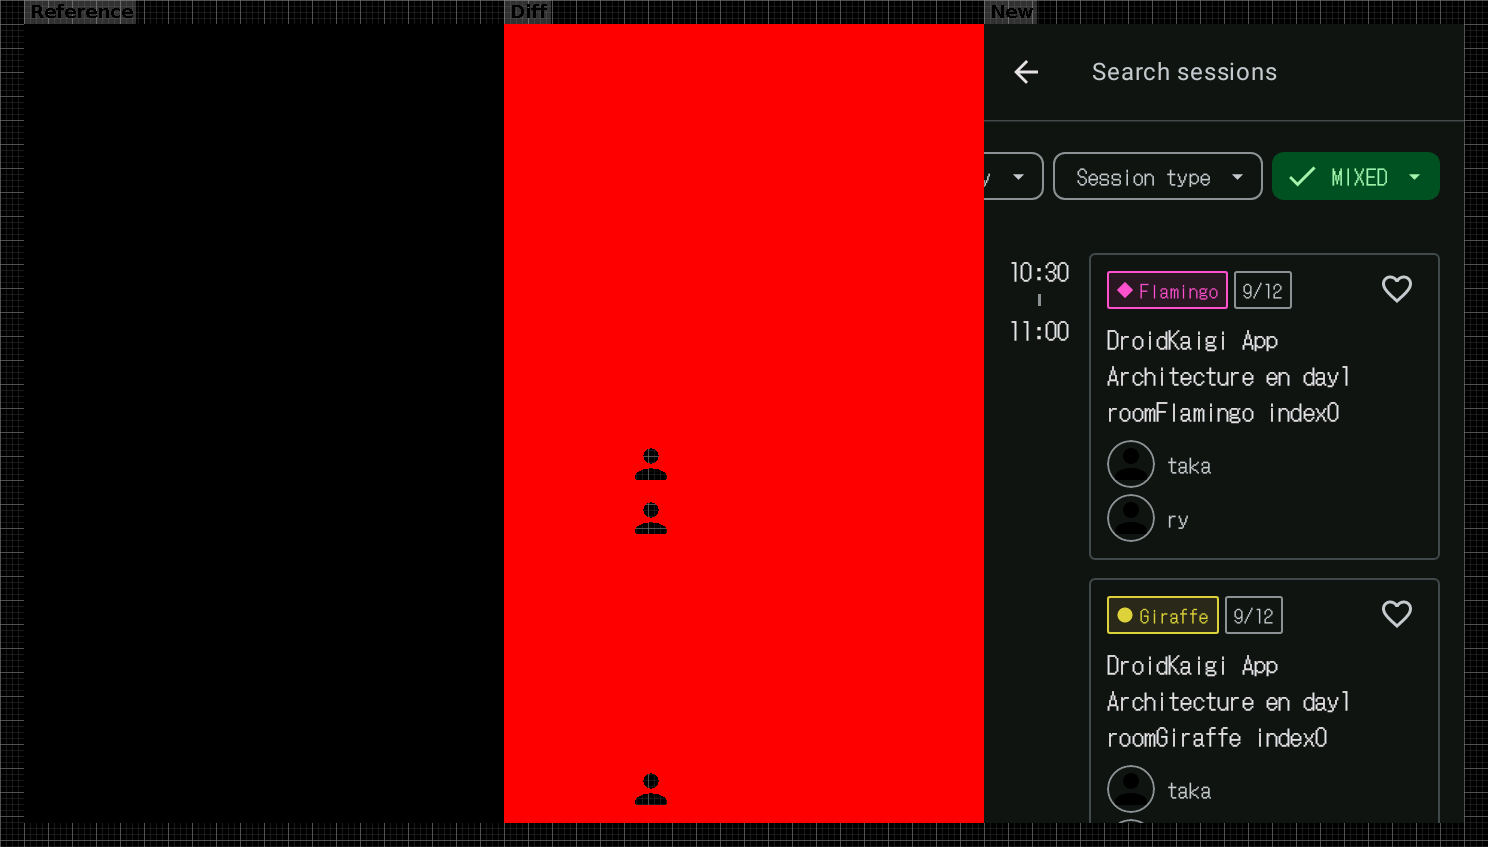 Reference
Diff
New
Search sessions
y
Session type
MIXED
10:30
11:00
Flamingo 9/12
DroidKaigi App
Architecture en day1
roomFlamingo index0
taka
ry
Giraffe 9/12
DroidKaigi App
Architecture en day1
roomGiraffe index0
taka